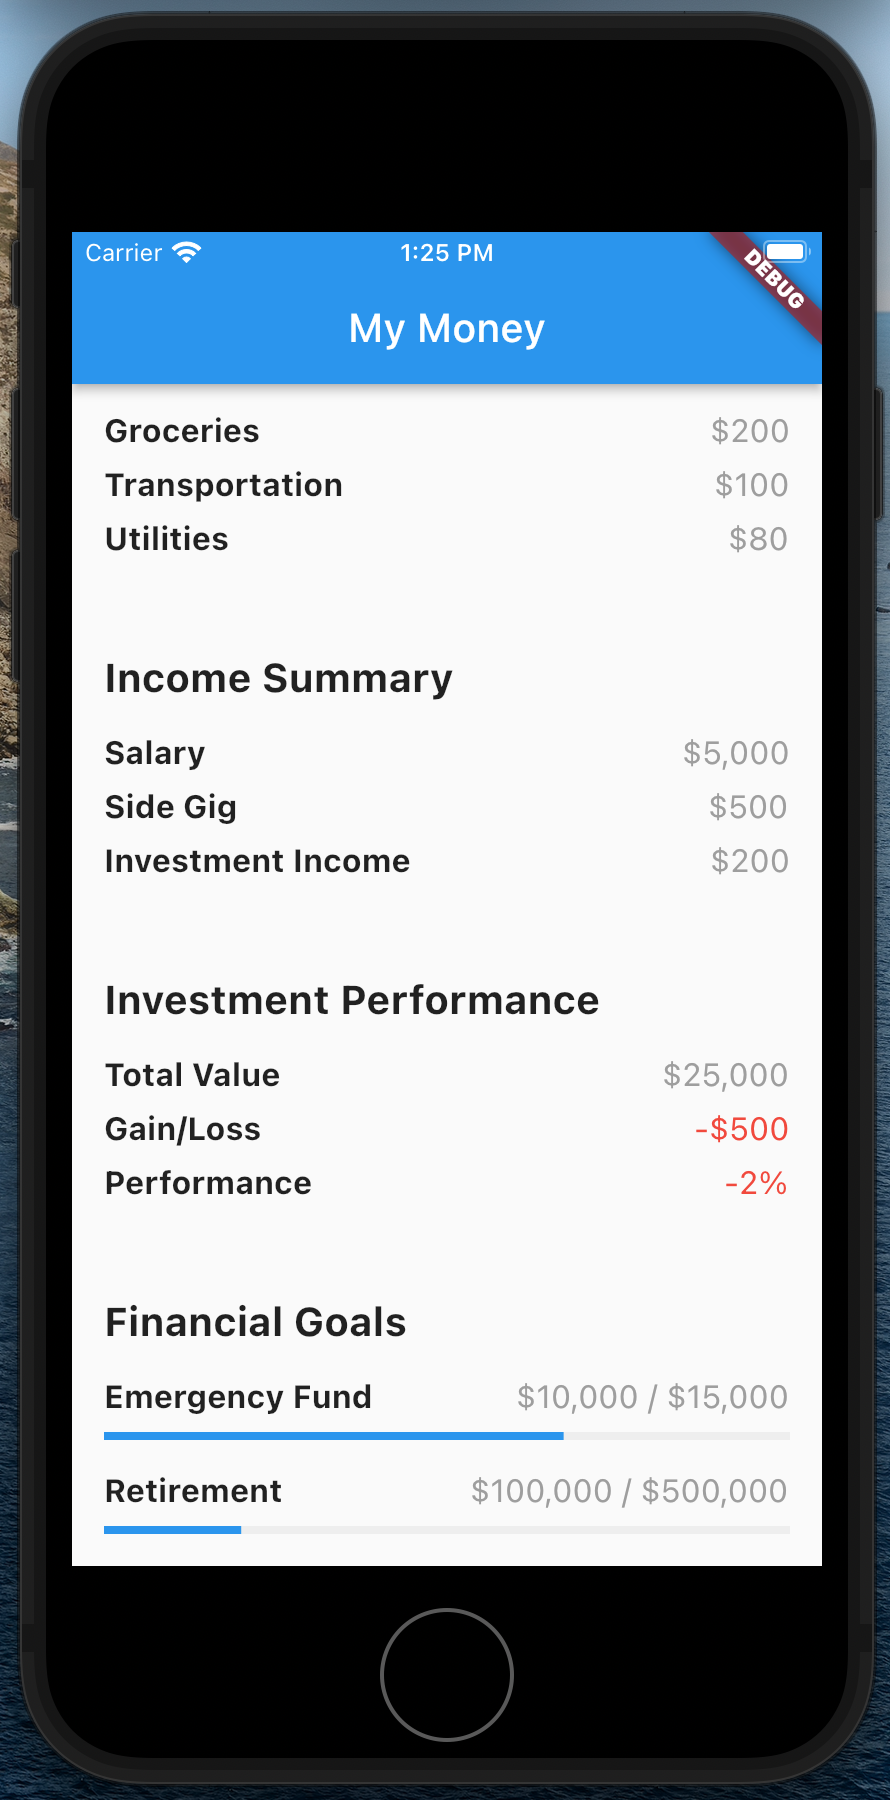 Carrier 1:25 PM
DEBUG
My Money
Groceries $200
Transportation $100
Utilities $80
Income Summary
Salary $5,000
Side Gig $500
Investment Income $200
Investment Performance
Total Value $25,000
Gain/Loss -$500
Performance -2%
Financial Goals
Emergency Fund $10,000 / $15,000
Retirement $100,000 / $500,000